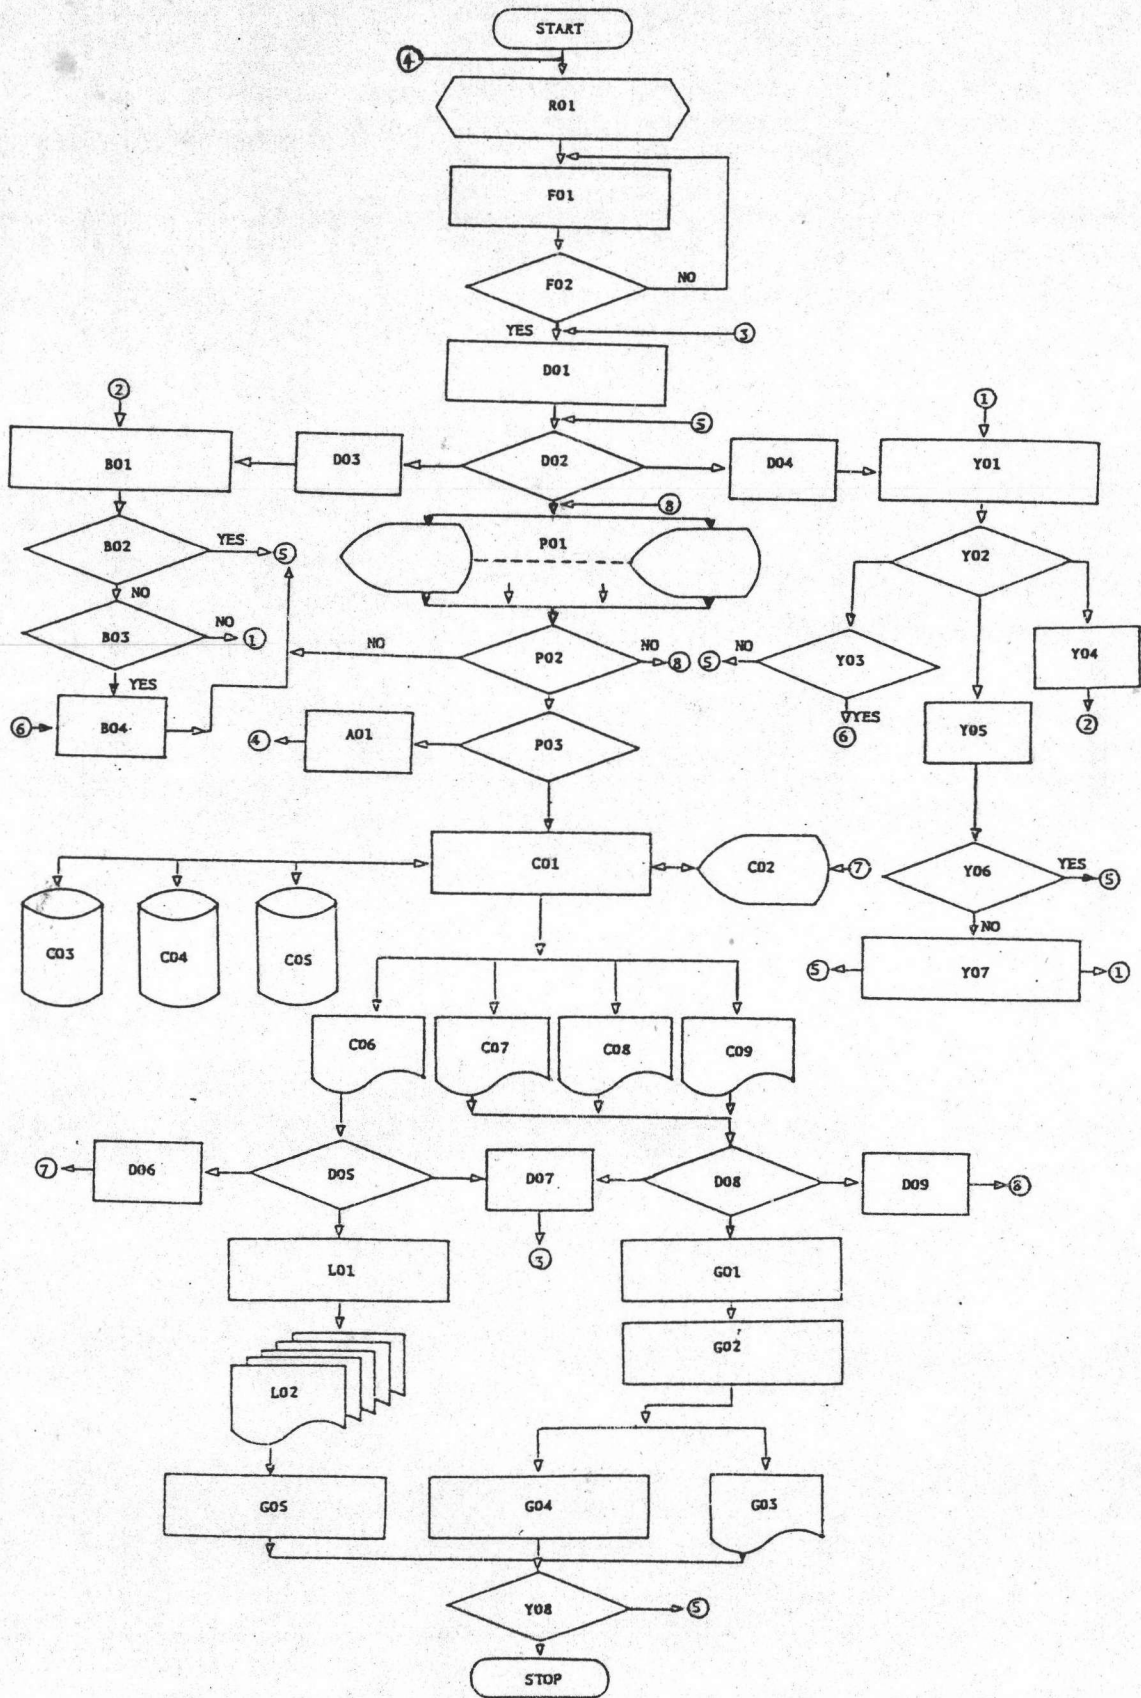 START
4
R01
F01
F02 NO
YES 3
D01
2 1
5
B01 D03 D02 D04 Y01
8
B02 YES 5 P01 Y02
NO
B03 NO 1 NO P02 NO 8 5 NO Y03 Y04
YES
6 B04 4 A01 P03 YES 6 Y05 2
C01 C02 7 Y06 YES 5
NO
C03 C04 C05 5 Y07 1
C06 C07 C08 C09
7 D06 D05 D07 D08 D09
3
L01 G01
G02
L02
G05 G04 G03
Y08 5
STOP